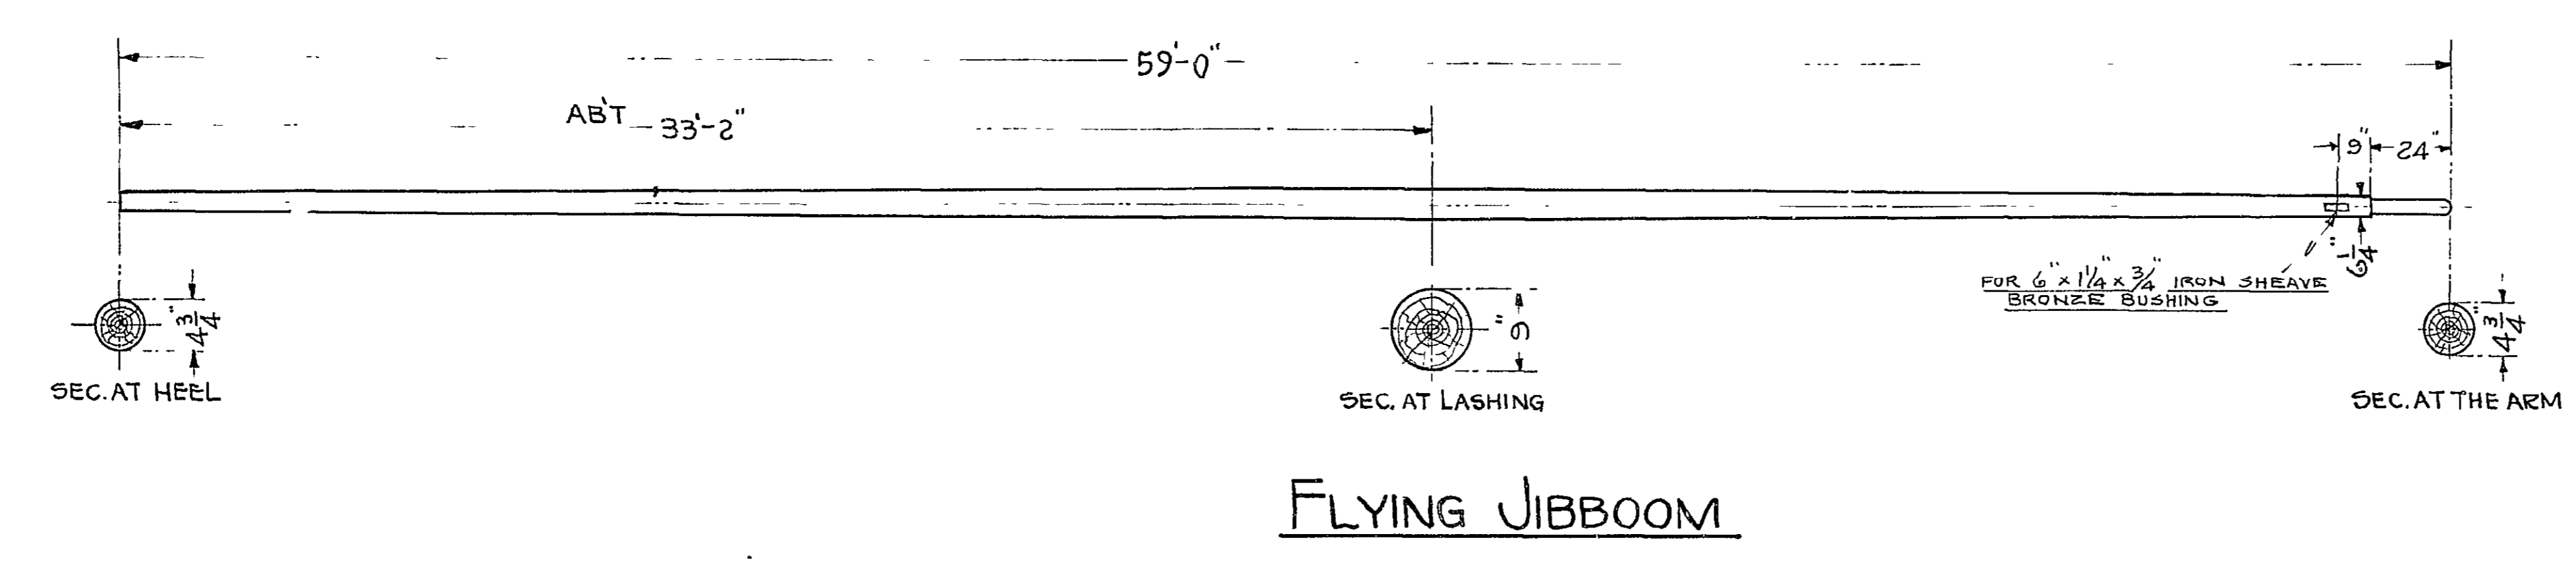 59'-0"
AB'T 33'-2"
9" 24"
6 1/4"
FOR 6" x 1 1/4" x 3/4" IRON SHEAVE
BRONZE BUSHING
4 3/4"
9"
4 3/4"
SEC. AT HEEL
SEC. AT LASHING
SEC. AT THE ARM
FLYING JIBBOOM